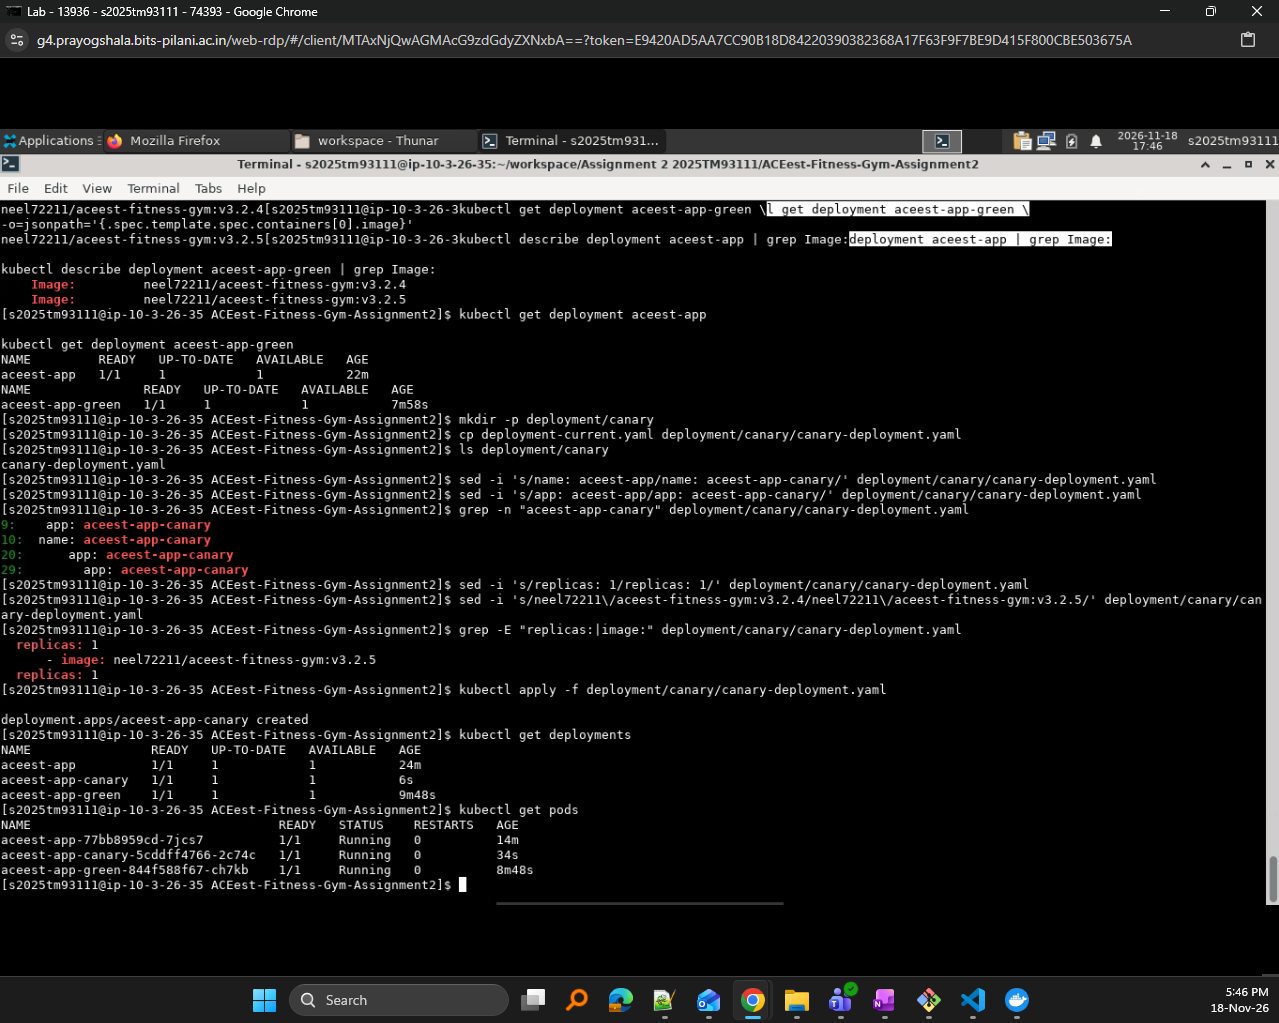 Lab - 13936 - s2025tm93111 - 74393 - Google Chrome
g4.prayogshala.bits-pilani.ac.in/web-rdp/#/client/MTAxNjQwAGMAcG9zdGdyZXNxbA==?token=E9420AD5AA7CC90B18D84220390382368A17F63F9F7BE9D415F800CBE503675A
Applications
Mozilla Firefox
workspace - Thunar
Terminal - s2025tm931...
2026-11-18
17:46
s2025tm93111
Terminal - s2025tm93111@ip-10-3-26-35:~/workspace/Assignment 2 2025TM93111/ACEest-Fitness-Gym-Assignment2
File Edit View Terminal Tabs Help
neel72211/aceest-fitness-gym:v3.2.4[s2025tm93111@ip-10-3-26-3kubectl get deployment aceest-app-green \l get deployment aceest-app-green \
-o=jsonpath='{.spec.template.spec.containers[0].image}'
neel72211/aceest-fitness-gym:v3.2.5[s2025tm93111@ip-10-3-26-3kubectl describe deployment aceest-app | grep Image:deployment aceest-app | grep Image:
kubectl describe deployment aceest-app-green | grep Image:
Image: neel72211/aceest-fitness-gym:v3.2.4
Image: neel72211/aceest-fitness-gym:v3.2.5
[s2025tm93111@ip-10-3-26-35 ACEest-Fitness-Gym-Assignment2]$ kubectl get deployment aceest-app
kubectl get deployment aceest-app-green
NAME READY UP-TO-DATE AVAILABLE AGE
aceest-app 1/1 1 1 22m
NAME READY UP-TO-DATE AVAILABLE AGE
aceest-app-green 1/1 1 1 7m58s
[s2025tm93111@ip-10-3-26-35 ACEest-Fitness-Gym-Assignment2]$ mkdir -p deployment/canary
[s2025tm93111@ip-10-3-26-35 ACEest-Fitness-Gym-Assignment2]$ cp deployment-current.yaml deployment/canary/canary-deployment.yaml
[s2025tm93111@ip-10-3-26-35 ACEest-Fitness-Gym-Assignment2]$ ls deployment/canary
canary-deployment.yaml
[s2025tm93111@ip-10-3-26-35 ACEest-Fitness-Gym-Assignment2]$ sed -i 's/name: aceest-app/name: aceest-app-canary/' deployment/canary/canary-deployment.yaml
[s2025tm93111@ip-10-3-26-35 ACEest-Fitness-Gym-Assignment2]$ sed -i 's/app: aceest-app/app: aceest-app-canary/' deployment/canary/canary-deployment.yaml
[s2025tm93111@ip-10-3-26-35 ACEest-Fitness-Gym-Assignment2]$ grep -n "aceest-app-canary" deployment/canary/canary-deployment.yaml
9: app: aceest-app-canary
10: name: aceest-app-canary
20: app: aceest-app-canary
29: app: aceest-app-canary
[s2025tm93111@ip-10-3-26-35 ACEest-Fitness-Gym-Assignment2]$ sed -i 's/replicas: 1/replicas: 1/' deployment/canary/canary-deployment.yaml
[s2025tm93111@ip-10-3-26-35 ACEest-Fitness-Gym-Assignment2]$ sed -i 's/neel72211\/aceest-fitness-gym:v3.2.4/neel72211\/aceest-fitness-gym:v3.2.5/' deployment/canary/can
ary-deployment.yaml
[s2025tm93111@ip-10-3-26-35 ACEest-Fitness-Gym-Assignment2]$ grep -E "replicas:|image:" deployment/canary/canary-deployment.yaml
replicas: 1
- image: neel72211/aceest-fitness-gym:v3.2.5
replicas: 1
[s2025tm93111@ip-10-3-26-35 ACEest-Fitness-Gym-Assignment2]$ kubectl apply -f deployment/canary/canary-deployment.yaml
deployment.apps/aceest-app-canary created
[s2025tm93111@ip-10-3-26-35 ACEest-Fitness-Gym-Assignment2]$ kubectl get deployments
NAME READY UP-TO-DATE AVAILABLE AGE
aceest-app 1/1 1 1 24m
aceest-app-canary 1/1 1 1 6s
aceest-app-green 1/1 1 1 9m48s
[s2025tm93111@ip-10-3-26-35 ACEest-Fitness-Gym-Assignment2]$ kubectl get pods
NAME READY STATUS RESTARTS AGE
aceest-app-77bb8959cd-7jcs7 1/1 Running 0 14m
aceest-app-canary-5cddff4766-2c74c 1/1 Running 0 34s
aceest-app-green-844f588f67-ch7kb 1/1 Running 0 8m48s
[s2025tm93111@ip-10-3-26-35 ACEest-Fitness-Gym-Assignment2]$
Search
5:46 PM
18-Nov-26